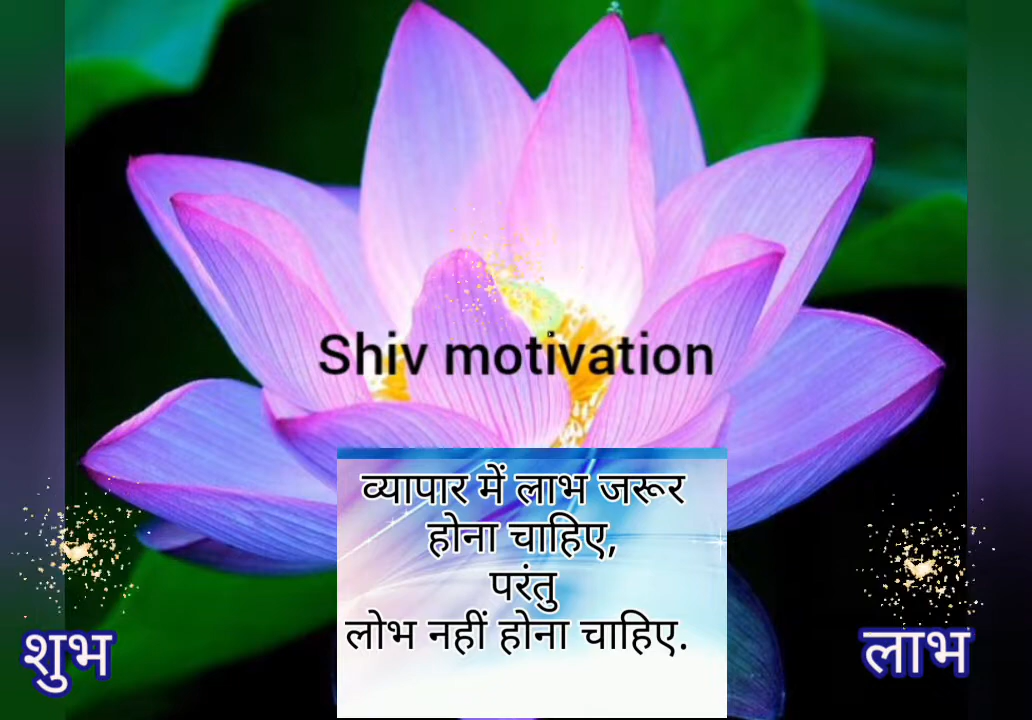 Shiv motivation
व्यापार में लाभ जरूर
होना चाहिए,
परंतु
लोभ नहीं होना चाहिए.
शुभ
लाभ